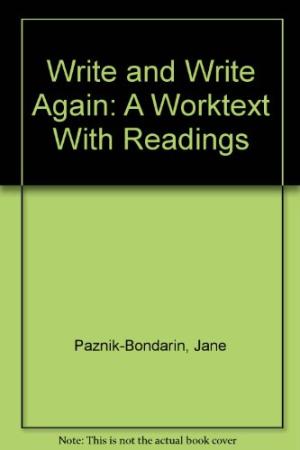 Write and Write
Again: A Worktext
With Readings
Paznik-Bondarin, Jane
Note: This is not the actual book cover